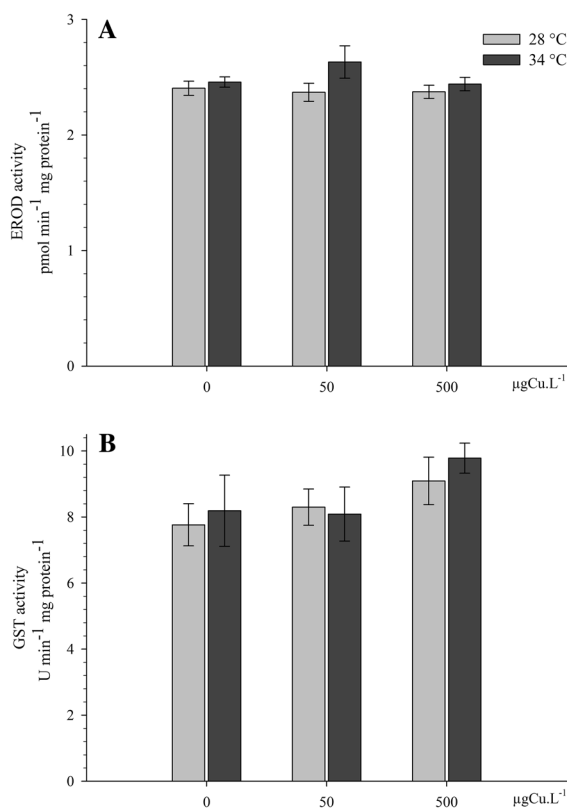 A
28 °C
34 °C
3
2
1
0
EROD activity
pmol min⁻¹ mg protein⁻¹
0 50 500 µgCu.L⁻¹
B
10
8
6
4
2
0
GST activity
U min⁻¹ mg protein⁻¹
0 50 500 µgCu.L⁻¹